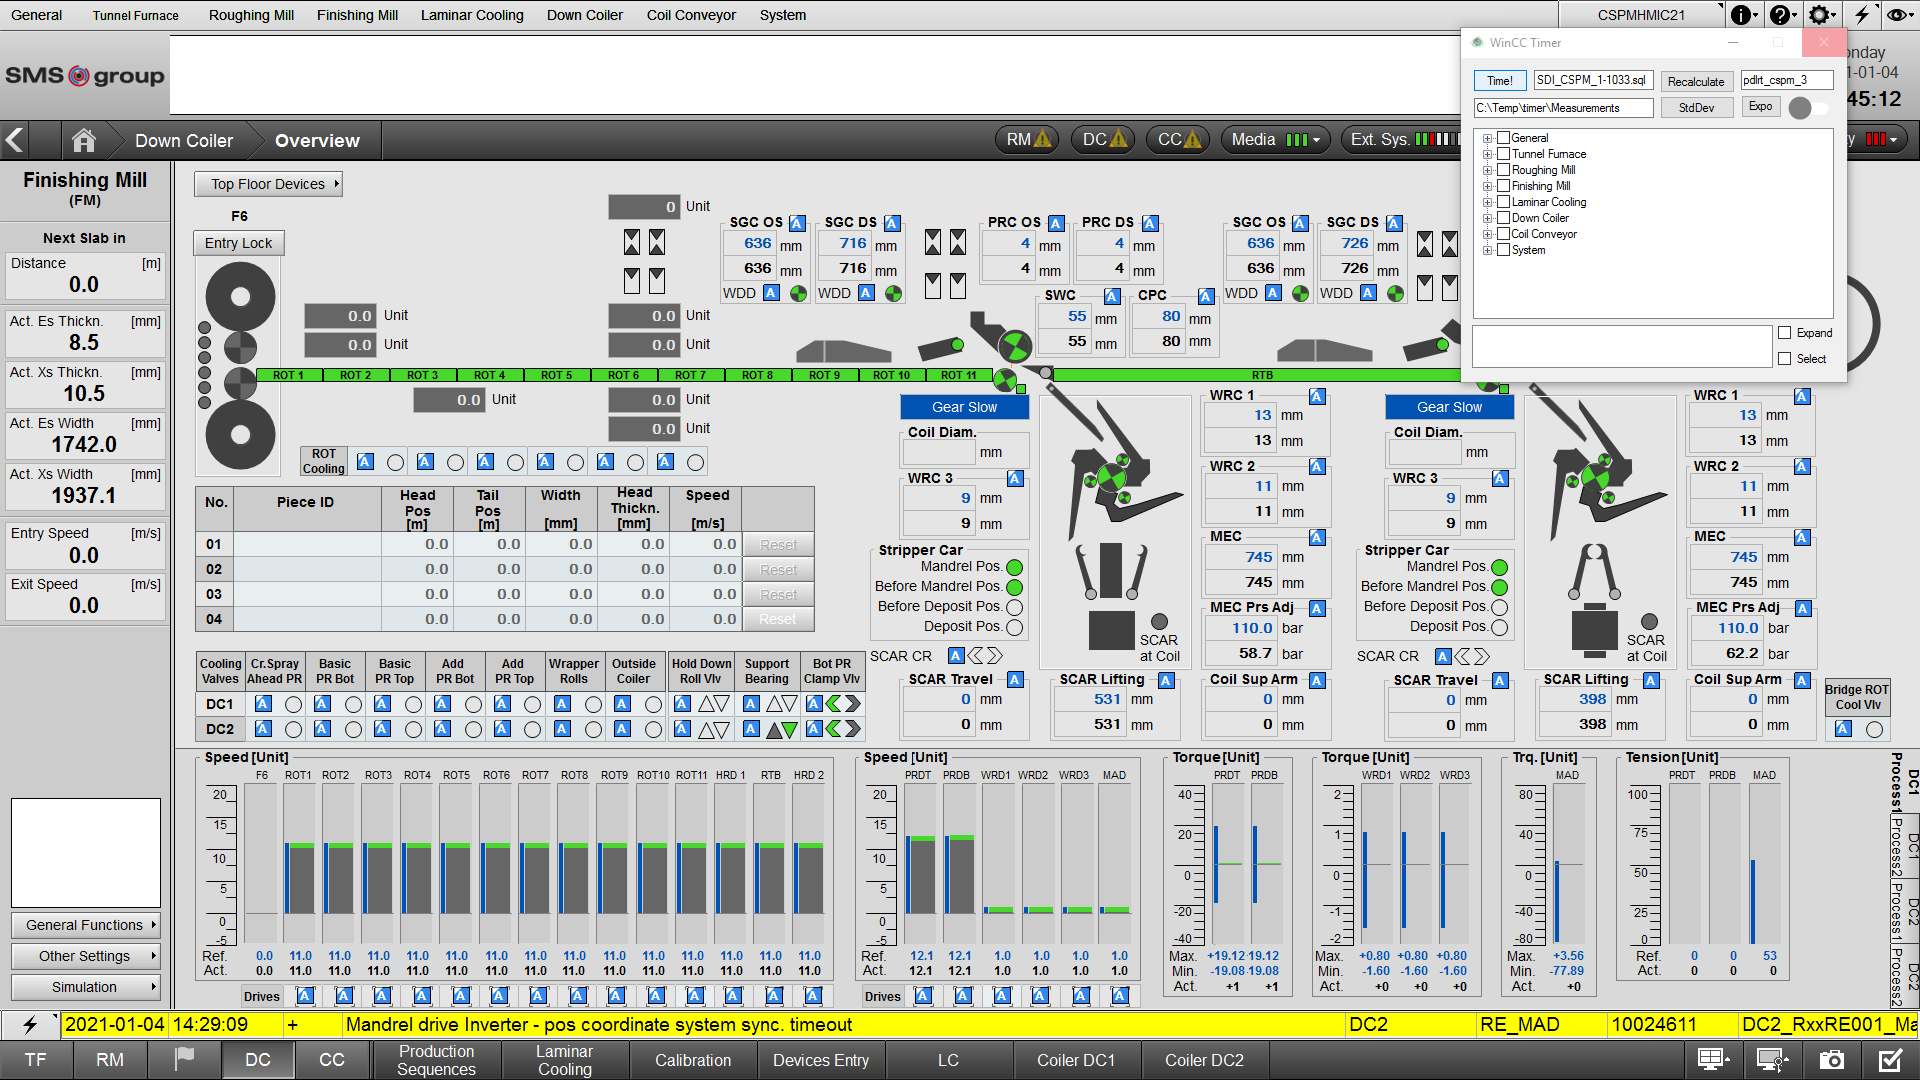 General Tunnel Furnace Roughing Mill Finishing Mill Laminar Cooling Down Coiler Coil Conveyor System CSPMHMIC21
SMS group
WinCC Timer
Time! SDI_CSPM_1-1033.sql Recalculate pdlrt_cspm_3
C:\Temp\timer\Measurements StdDev Expo
General
Tunnel Furnace
Roughing Mill
Finishing Mill
Laminar Cooling
Down Coiler
Coil Conveyor
System
Expand
Select
45:12
Down Coiler Overview RM DC CC Media Ext. Sys.
Finishing Mill
(FM)
Next Slab in
Distance [m]
0.0
Act. Es Thickn. [mm]
8.5
Act. Xs Thickn. [mm]
10.5
Act. Es Width [mm]
1742.0
Act. Xs Width [mm]
1937.1
Entry Speed [m/s]
0.0
Exit Speed [m/s]
0.0
General Functions
Other Settings
Simulation
Top Floor Devices
F6
Entry Lock
0 Unit
0.0 Unit
0.0 Unit
0.0 Unit
0.0 Unit
0.0 Unit
0.0 Unit
0.0 Unit
SGC OS A
636 mm
636 mm
WDD A
SGC DS A
716 mm
716 mm
WDD A
PRC OS A
4 mm
4 mm
PRC DS A
4 mm
4 mm
SWC A
55 mm
55 mm
CPC A
80 mm
80 mm
SGC OS A
636 mm
636 mm
WDD A
SGC DS A
726 mm
726 mm
WDD A
ROT 1 ROT 2 ROT 3 ROT 4 ROT 5 ROT 6 ROT 7 ROT 8 ROT 9 ROT 10 ROT 11 RTB
ROT
Cooling A A A A A A
No. Piece ID Head Pos [m] Tail Pos [m] Width [mm] Head Thickn. [mm] Speed [m/s]
01 0.0 0.0 0.0 0.0 0.0 Reset
02 0.0 0.0 0.0 0.0 0.0 Reset
03 0.0 0.0 0.0 0.0 0.0 Reset
04 0.0 0.0 0.0 0.0 0.0 Reset
Cooling Valves Cr.Spray Ahead PR Basic PR Bot Basic PR Top Add PR Bot Add PR Top Wrapper Rolls Outside Coiler Hold Down Roll Vlv Support Bearing Bot PR Clamp Vlv
DC1 A A A A A A A A A A
DC2 A A A A A A A A A A
Gear Slow
Coil Diam.
mm
WRC 3 A
9 mm
9 mm
Stripper Car
Mandrel Pos.
Before Mandrel Pos.
Before Deposit Pos.
Deposit Pos.
SCAR CR A
SCAR Travel A
0 mm
0 mm
SCAR
at Coil
SCAR Lifting A
531 mm
531 mm
WRC 1 A
13 mm
13 mm
WRC 2 A
11 mm
11 mm
MEC A
745 mm
745 mm
MEC Prs Adj A
110.0 bar
58.7 bar
Coil Sup Arm A
0 mm
0 mm
Gear Slow
Coil Diam.
mm
WRC 3 A
9 mm
9 mm
Stripper Car
Mandrel Pos.
Before Mandrel Pos.
Before Deposit Pos.
Deposit Pos.
SCAR CR A
SCAR Travel A
0 mm
0 mm
SCAR
at Coil
SCAR Lifting A
398 mm
398 mm
WRC 1 A
13 mm
13 mm
WRC 2 A
11 mm
11 mm
MEC A
745 mm
745 mm
MEC Prs Adj A
110.0 bar
62.2 bar
Coil Sup Arm A
0 mm
0 mm
Bridge ROT
Cool Vlv
A
Speed [Unit]
F6 ROT1 ROT2 ROT3 ROT4 ROT5 ROT6 ROT7 ROT8 ROT9 ROT10 ROT11 HRD 1 RTB HRD 2
20
15
10
5
0
-5
Ref. 0.0 11.0 11.0 11.0 11.0 11.0 11.0 11.0 11.0 11.0 11.0 11.0 11.0 11.0 11.0
Act. 0.0 11.0 11.0 11.0 11.0 11.0 11.0 11.0 11.0 11.0 11.0 11.0 11.0 11.0 11.0
Drives A A A A A A A A A A A A A A
Speed [Unit]
PRDT PRDB WRD1 WRD2 WRD3 MAD
20
15
10
5
0
-5
Ref. 12.1 12.1 1.0 1.0 1.0 1.0
Act. 12.1 12.1 1.0 1.0 1.0 1.0
Drives A A A A A A
Torque [Unit]
PRDT PRDB
40
20
0
-20
-40
Max. +19.12 19.12
Min. -19.08 19.08
Act. +1 +1
Torque [Unit]
WRD1 WRD2 WRD3
2
1
0
-1
-2
Max. +0.80 +0.80 +0.80
Min. -1.60 -1.60 -1.60
Act. +0 +0 +0
Trq. [Unit]
MAD
80
40
0
-40
-80
Max. +3.56
Min. -77.89
Act. +0
Tension [Unit]
PRDT PRDB MAD
100
75
50
25
0
Ref. 0 0 53
Act. 0 0 0
DC1 Process1
DC1 Process2
DC2 Process1
DC2 Process2
2021-01-04 14:29:09 + Mandrel drive Inverter - pos coordinate system sync. timeout DC2 RE_MAD 10024611 DC2_RxxRE001_Ma
TF RM DC CC Production Sequences Laminar Cooling Calibration Devices Entry LC Coiler DC1 Coiler DC2